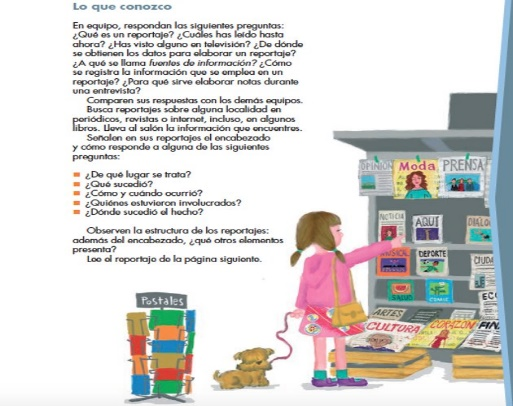 Lo que conozco
En equipo, respondan las siguientes preguntas:
¿Qué es un reportaje? ¿Cuáles has leído hasta
ahora? ¿Has visto alguno en televisión? ¿De dónde
se obtienen los datos para elaborar un reportaje?
¿A qué se llama fuentes de información? ¿Cómo
se registra la información que se emplea en un
reportaje? ¿Para qué sirve elaborar notas durante
una entrevista?
Comparen sus respuestas con los demás equipos.
Busca reportajes sobre alguna localidad en
periódicos, revistas o internet, incluso, en algunos
libros. Lleva al salón la información que encuentres.
Señalen en sus reportajes el encabezado
y cómo responde a alguna de las siguientes
preguntas:
¿De qué lugar se trata?
¿Qué sucedió?
¿Cómo y cuándo ocurrió?
¿Quiénes estuvieron involucrados?
¿Dónde sucedió el hecho?
Observen la estructura de los reportajes:
además del encabezado, ¿qué otros elementos
presenta?
Lee el reportaje de la página siguiente.
OPINIÓN
Moda
PRENSA
NOTICIA
AQUÍ
DIALO
MÚSICA
DEPORTE
CIUDA
SALUD
EC
ARTES
CULTURA
CORAZÓN
FIN
Postales